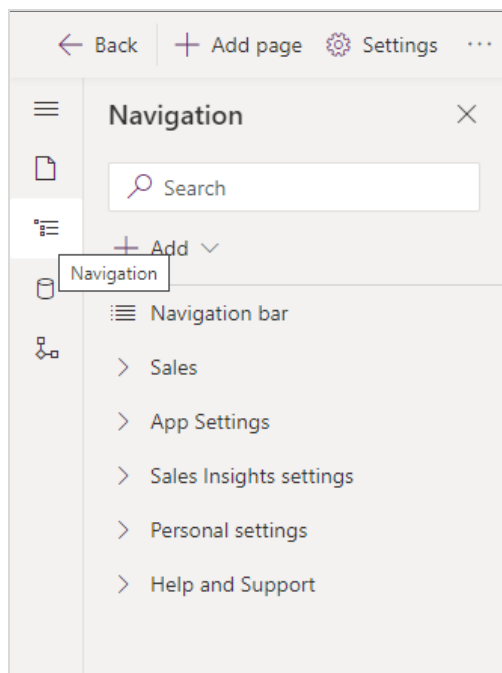 Back Add page Settings ...
Navigation
Search
Add
Navigation
Navigation bar
Sales
App Settings
Sales Insights settings
Personal settings
Help and Support